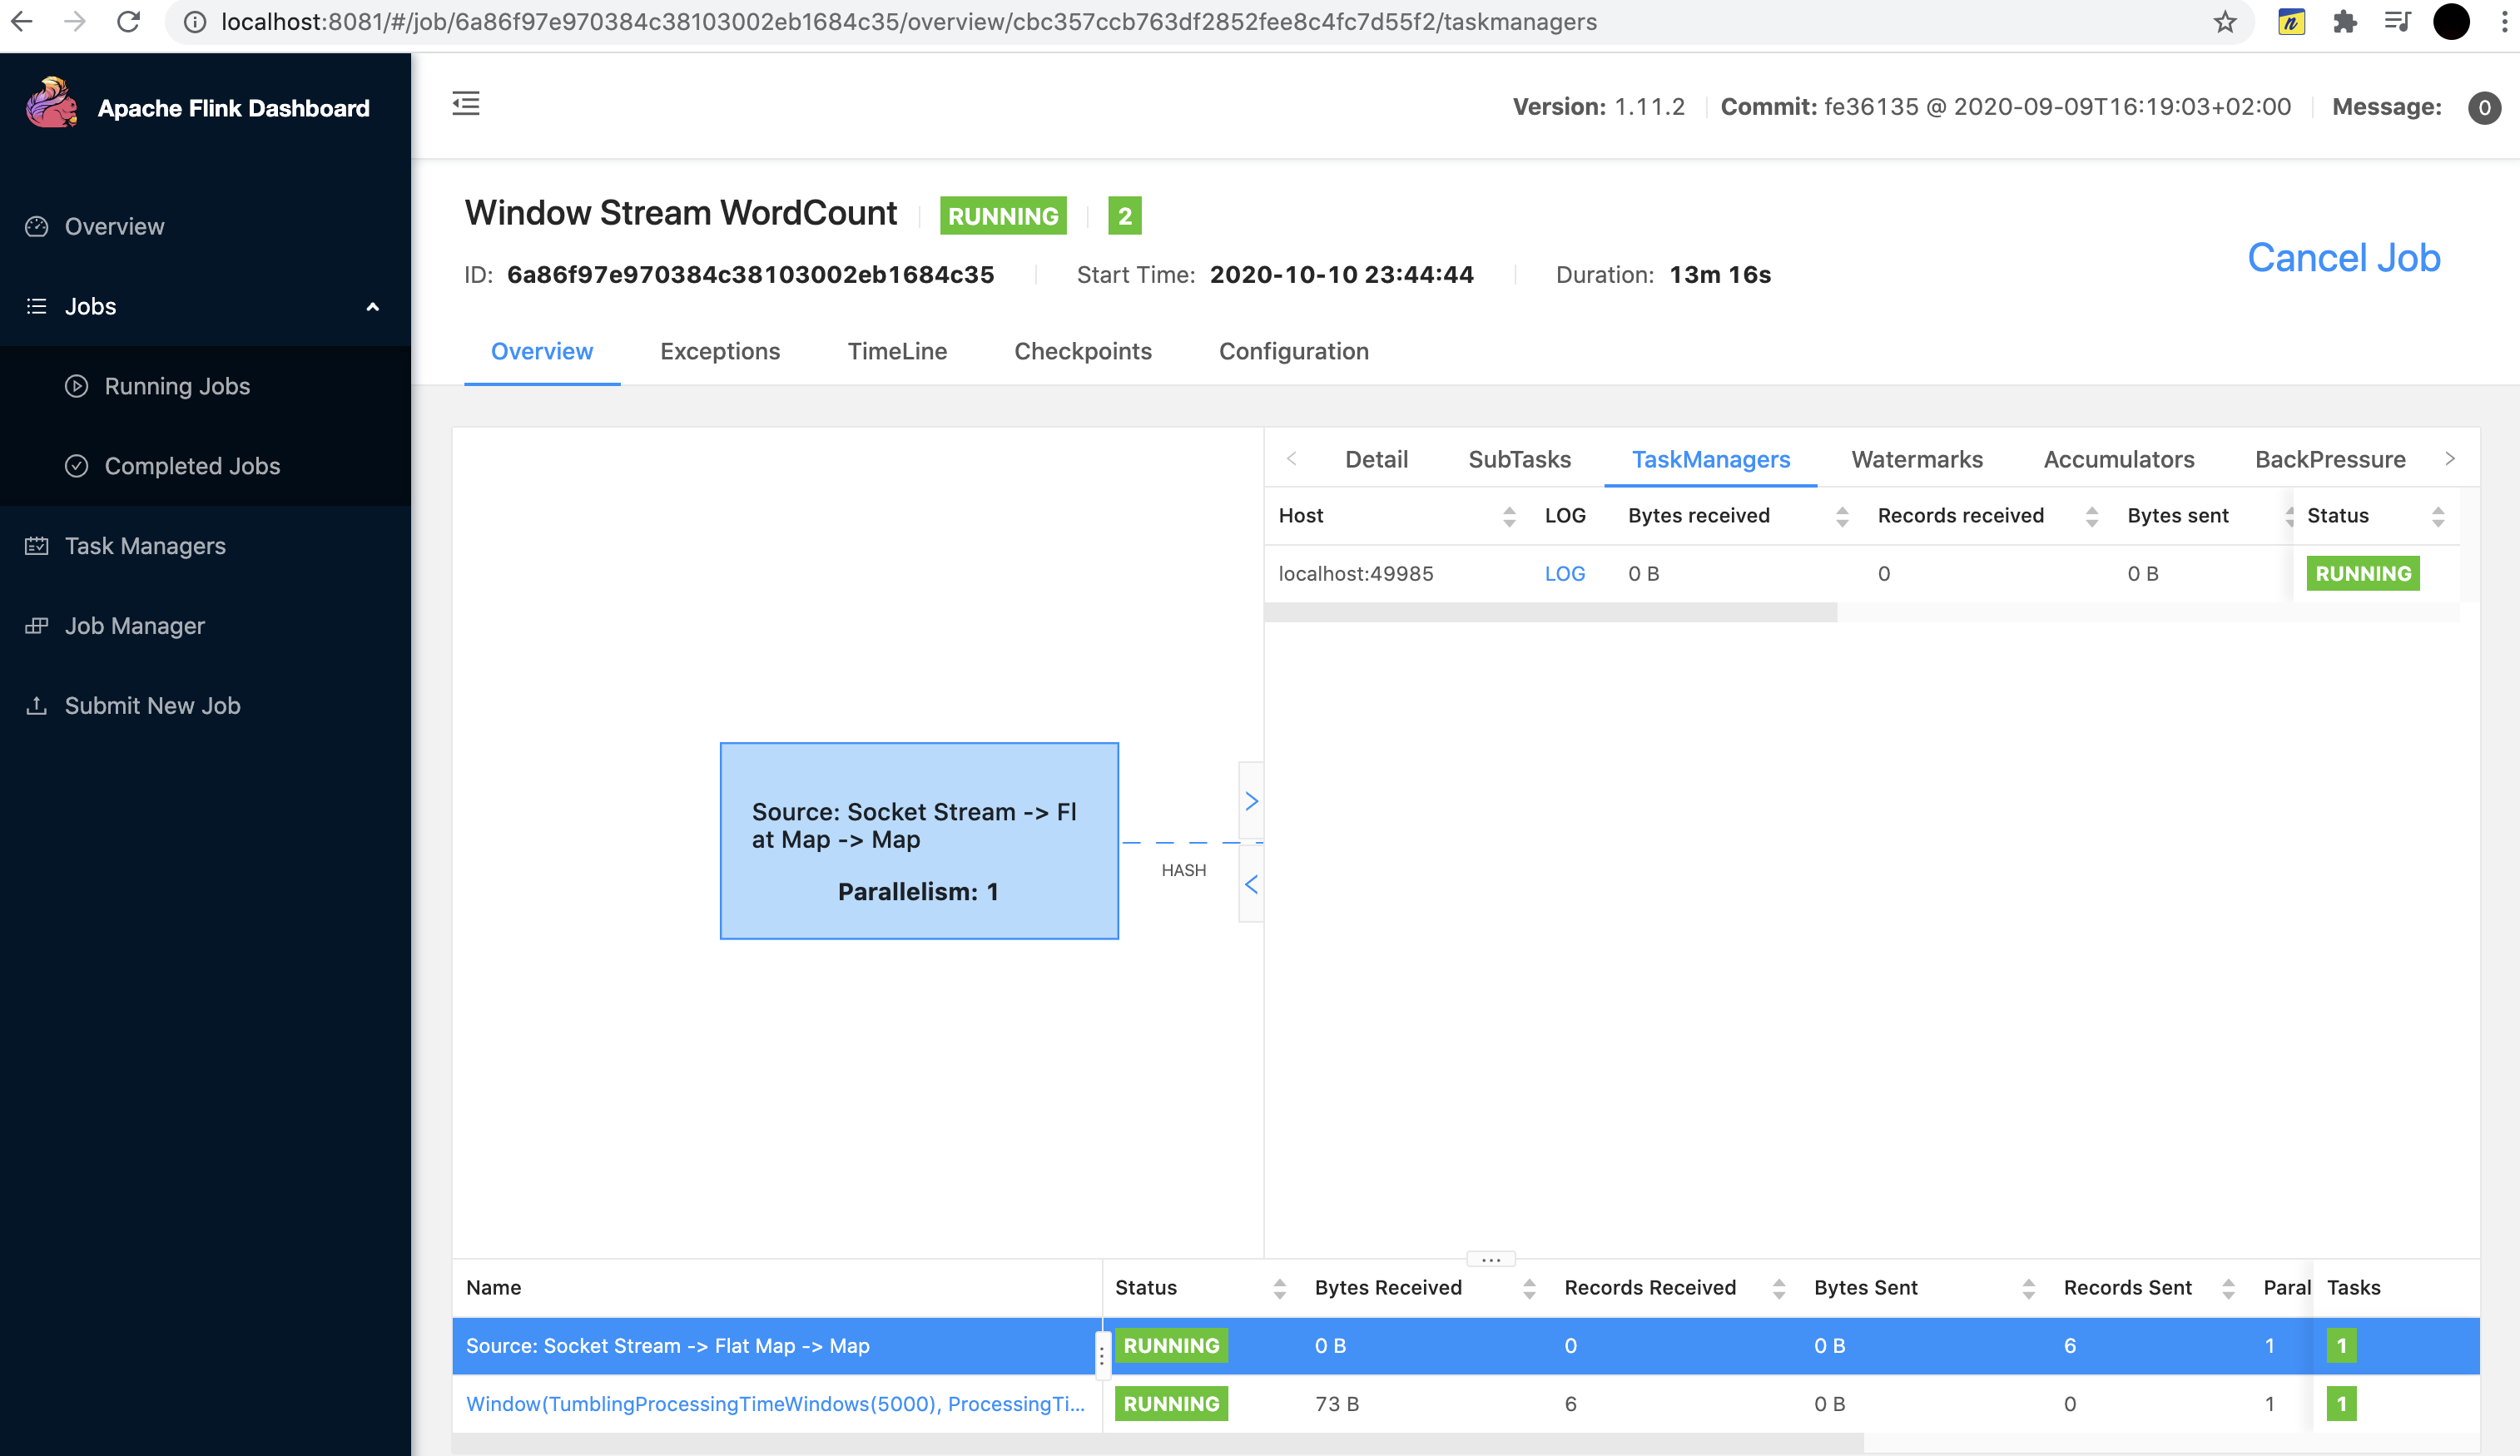 localhost:8081/#/job/6a86f97e970384c38103002eb1684c35/overview/cbc357ccb763df2852fee8c4fc7d55f2/taskmanagers
n
Apache Flink Dashboard
Version: 1.11.2 Commit: fe36135 @ 2020-09-09T16:19:03+02:00 Message: 0
Overview
Jobs
Running Jobs
Completed Jobs
Task Managers
Job Manager
Submit New Job
Window Stream WordCount RUNNING 2
ID: 6a86f97e970384c38103002eb1684c35 Start Time: 2020-10-10 23:44:44 Duration: 13m 16s
Cancel Job
Overview Exceptions TimeLine Checkpoints Configuration
Source: Socket Stream -> Fl
at Map -> Map
Parallelism: 1
HASH
Detail SubTasks TaskManagers Watermarks Accumulators BackPressure
Host LOG Bytes received Records received Bytes sent Status
localhost:49985 LOG 0 B 0 0 B RUNNING
Name Status Bytes Received Records Received Bytes Sent Records Sent Paral Tasks
Source: Socket Stream -> Flat Map -> Map RUNNING 0 B 0 0 B 6 1 1
Window(TumblingProcessingTimeWindows(5000), ProcessingTi... RUNNING 73 B 6 0 B 0 1 1